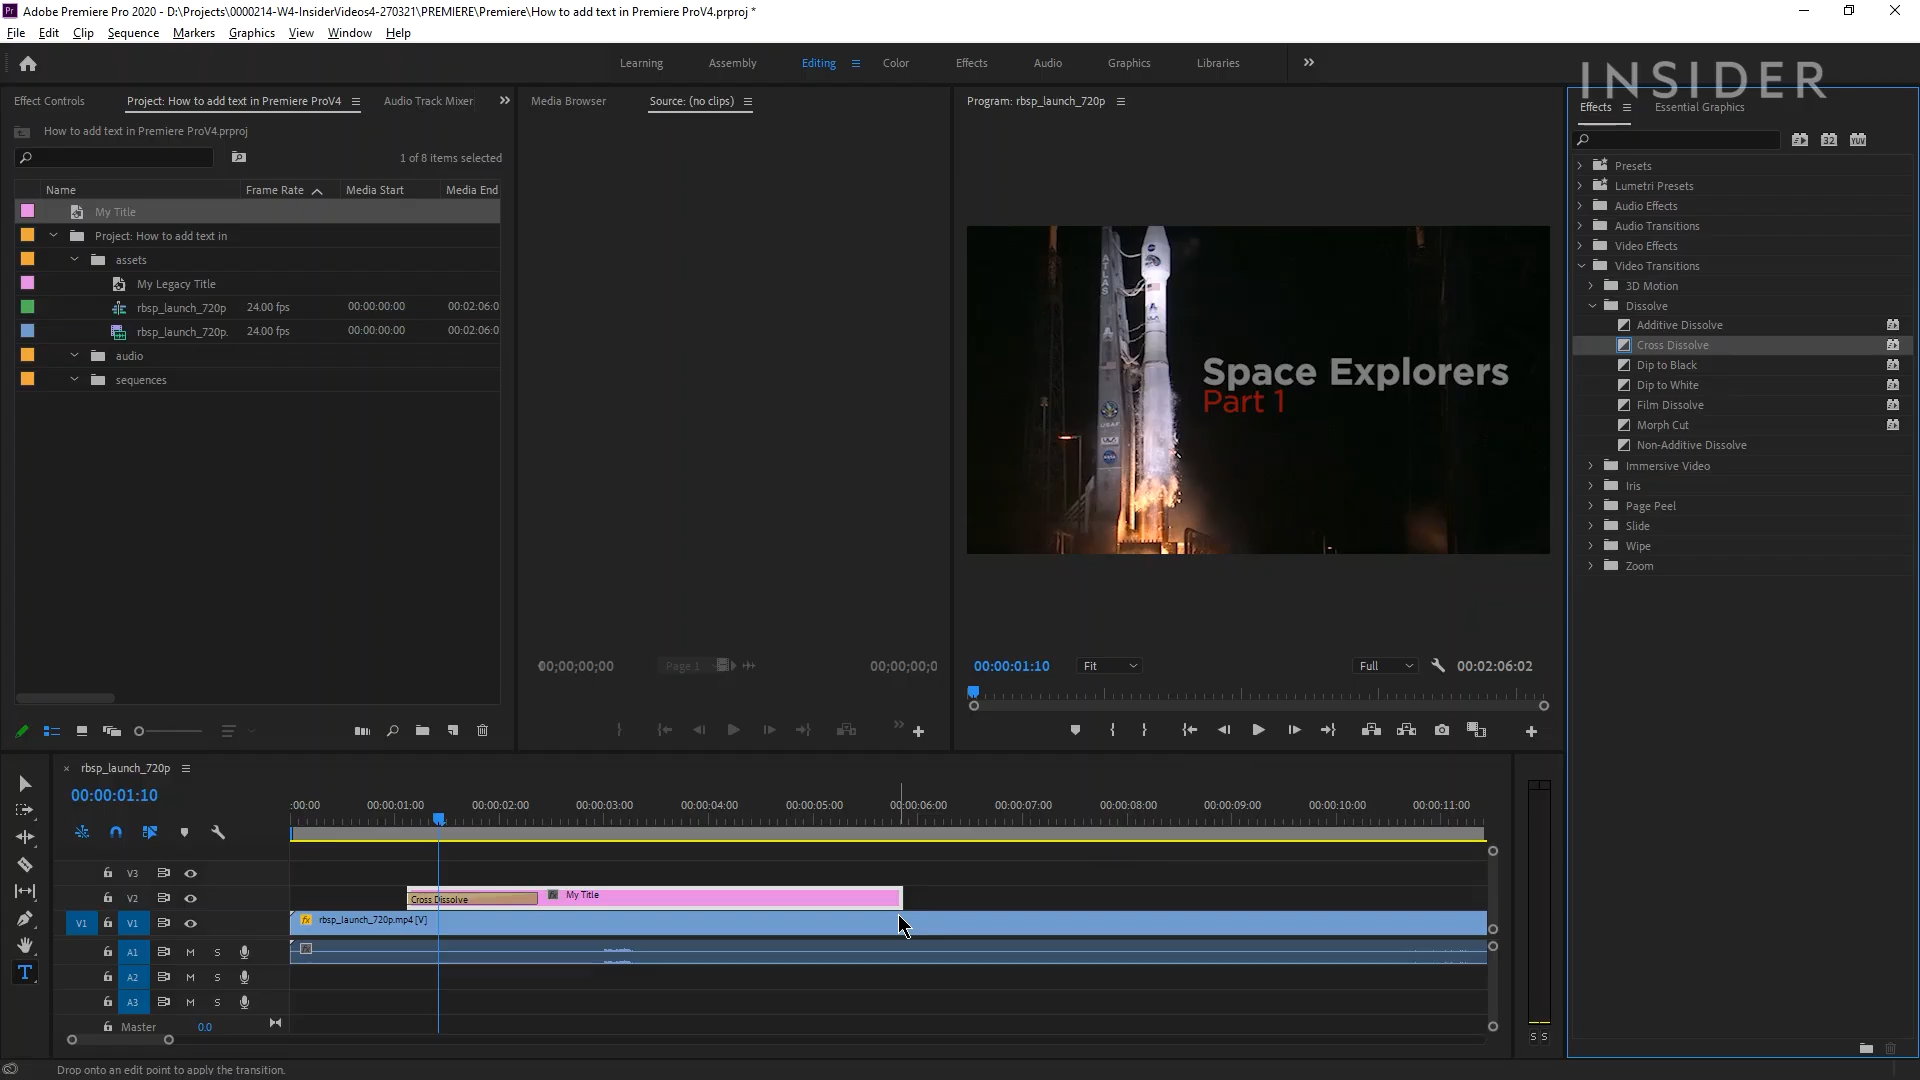 Adobe Premiere Pro 2020 - D:\Projects\0000214-W4-InsiderVideos4-270321\PREMIERE\Premiere\How to add text in Premiere ProV4.prproj *
File Edit Clip Sequence Markers Graphics View Window Help
Learning Assembly Editing Color Effects Audio Graphics Libraries
INSIDER
Effect Controls Project: How to add text in Premiere ProV4 Audio Track Mixer
Media Browser Source: (no clips)
Program: rbsp_launch_720p
Effects Essential Graphics
How to add text in Premiere ProV4.prproj
1 of 8 items selected
Name Frame Rate Media Start Media End
My Title
Project: How to add text in
assets
My Legacy Title
rbsp_launch_720p 24.00 fps 00:00:00:00 00:02:06:0
rbsp_launch_720p. 24.00 fps 00:00:00:00 00:02:06:0
audio
sequences
00;00;00;00 Page 1 00;00;00;0
ATLAS
USAF
Space Explorers
Part 1
00:00:01:10 Fit Full 00:02:06:02
32 YUV
Presets
Lumetri Presets
Audio Effects
Audio Transitions
Video Effects
Video Transitions
3D Motion
Dissolve
Additive Dissolve
Cross Dissolve
Dip to Black
Dip to White
Film Dissolve
Morph Cut
Non-Additive Dissolve
Immersive Video
Iris
Page Peel
Slide
Wipe
Zoom
rbsp_launch_720p
00:00:01:10
:00:00 00:00:01:00 00:00:02:00 00:00:03:00 00:00:04:00 00:00:05:00 00:00:06:00 00:00:07:00 00:00:08:00 00:00:09:00 00:00:10:00 00:00:11:00
V3
V2 Cross Dissolve My Title
V1 V1 fx rbsp_launch_720p.mp4 [V]
A1 M S
A2 M S
A3 M S
Master 0.0
S S
Drop onto an edit point to apply the transition.